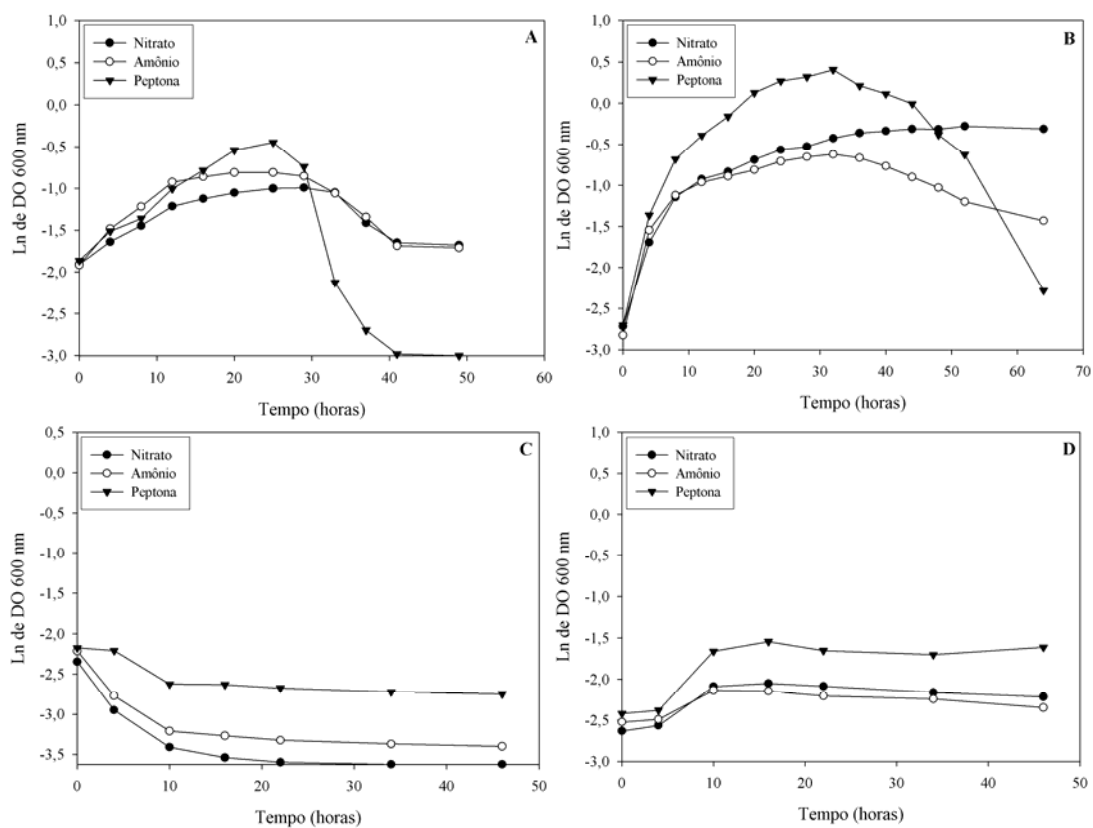 A
Nitrato
Amônio
Peptona
Ln de DO 600 nm
1,0
0,5
0,0
-0,5
-1,0
-1,5
-2,0
-2,5
-3,0
0 10 20 30 40 50 60
Tempo (horas)
B
Nitrato
Amônio
Peptona
Ln de DO 600 nm
1,0
0,5
0,0
-0,5
-1,0
-1,5
-2,0
-2,5
-3,0
0 10 20 30 40 50 60 70
Tempo (horas)
C
Nitrato
Amônio
Peptona
Ln de DO 600 nm
0,5
0,0
-0,5
-1,0
-1,5
-2,0
-2,5
-3,0
-3,5
0 10 20 30 40 50
Tempo (horas)
D
Nitrato
Amônio
Peptona
Ln de DO 600 nm
1,0
0,5
0,0
-0,5
-1,0
-1,5
-2,0
-2,5
-3,0
0 10 20 30 40 50
Tempo (horas)